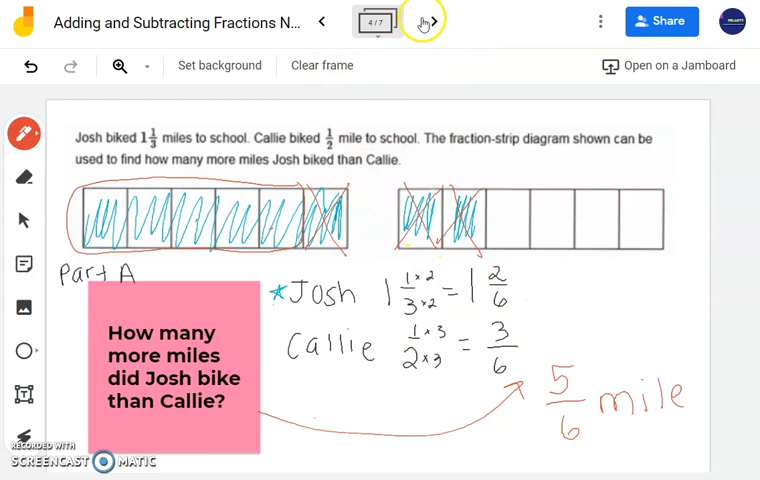 Adding and Subtracting Fractions N...
4 / 7
Share
Set background
Clear frame
Open on a Jamboard
Josh biked 1 1/3 miles to school. Callie biked 1/2 mile to school. The fraction-strip diagram shown can be
used to find how many more miles Josh biked than Callie.
Part A
How many
more miles
did Josh bike
than Callie?
*Josh 1 1/3 ×2/×2 = 1 2/6
Callie 1/2 ×3/×3 = 3/6
5/6 mile
RECORDED WITH
SCREENCAST MATIC